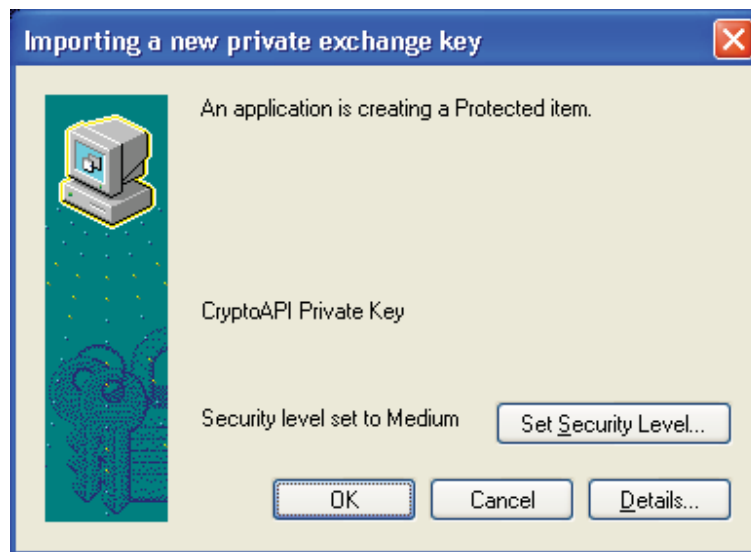 Importing a new private exchange key
An application is creating a Protected item.
CryptoAPI Private Key
Security level set to Medium
Set Security Level...
OK
Cancel
Details...